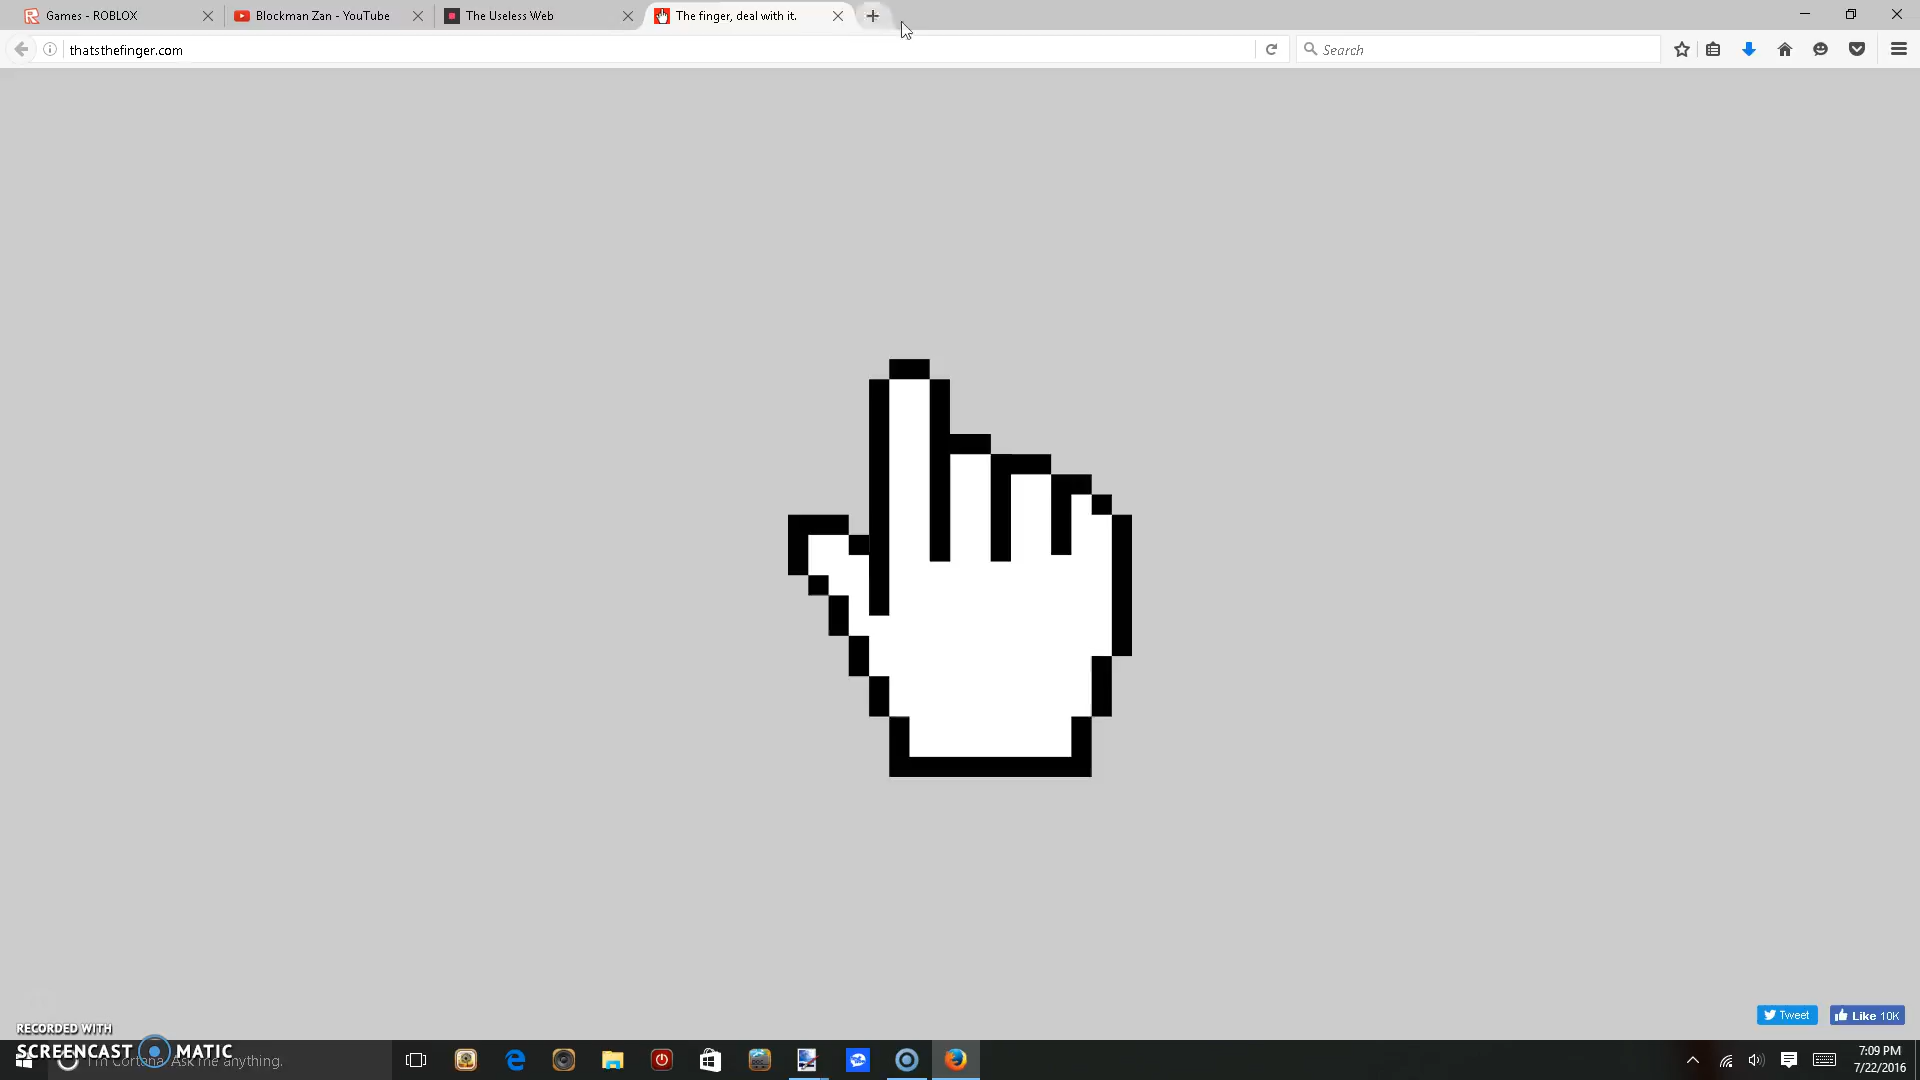 Games - ROBLOX
Blockman Zan - YouTube
The Useless Web
The finger, deal with it.
thatsthefinger.com
Search
Tweet
Like 10K
RECORDED WITH
SCREENCAST MATIC
I'm Cortana. Ask me anything.
7:09 PM
7/22/2016